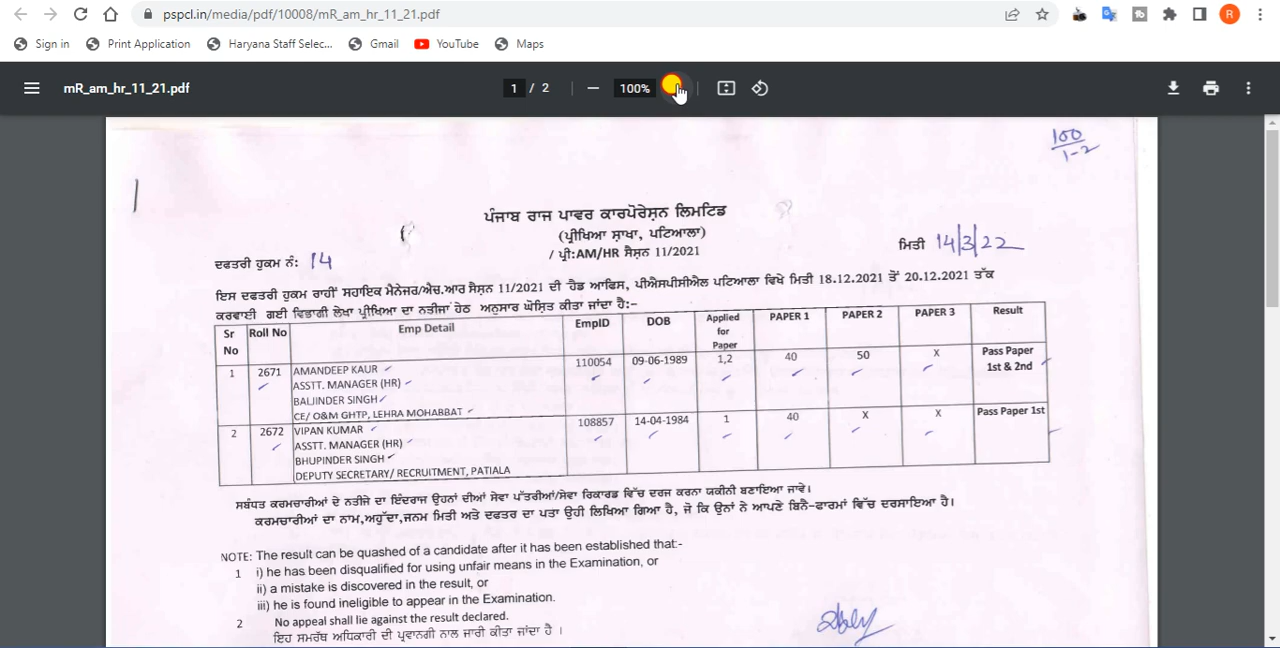 pspcl.in/media/pdf/10008/mR_am_hr_11_21.pdf
R
Sign in Print Application Haryana Staff Selec... Gmail YouTube Maps
mR_am_hr_11_21.pdf 1 / 2 100%
100
1-2
ਪੰਜਾਬ ਰਾਜ ਪਾਵਰ ਕਾਰਪੋਰੇਸ਼ਨ ਲਿਮਟਿਡ
(ਪ੍ਰੀਖਿਆ ਸ਼ਾਖਾ, ਪਟਿਆਲਾ)
/ ਪ੍ਰੀ:AM/HR ਸੈਸ਼ਨ 11/2021
ਦਫਤਰੀ ਹੁਕਮ ਨੰ: 14 ਮਿਤੀ 14/3/22
ਇਸ ਦਫਤਰੀ ਹੁਕਮ ਰਾਹੀਂ ਸਹਾਇਕ ਮੈਨੇਜਰ/ਐਚ.ਆਰ ਸੈਸ਼ਨ 11/2021 ਦੀ ਹੈਡ ਆਫਿਸ, ਪੀਐਸਪੀਸੀਐਲ ਪਟਿਆਲਾ ਵਿਖੇ ਮਿਤੀ 18.12.2021 ਤੋਂ 20.12.2021 ਤੱਕ
ਕਰਵਾਈ ਗਈ ਵਿਭਾਗੀ ਲੇਖਾ ਪ੍ਰੀਖਿਆ ਦਾ ਨਤੀਜਾ ਹੇਠ ਅਨੁਸਾਰ ਘੋਸ਼ਿਤ ਕੀਤਾ ਜਾਂਦਾ ਹੈ:-
Sr No Roll No Emp Detail EmpID DOB Applied for Paper PAPER 1 PAPER 2 PAPER 3 Result
1 2671 AMANDEEP KAUR 110054 09-06-1989 1,2 40 50 X Pass Paper 1st & 2nd
ASSTT. MANAGER (HR)
BALJINDER SINGH
CE/ O&M GHTP, LEHRA MOHABBAT
2 2672 VIPAN KUMAR 108857 14-04-1984 1 40 X X Pass Paper 1st
ASSTT. MANAGER (HR)
BHUPINDER SINGH
DEPUTY SECRETARY/ RECRUITMENT, PATIALA
ਸਬੰਧਤ ਕਰਮਚਾਰੀਆਂ ਦੇ ਨਤੀਜੇ ਦਾ ਇੰਦਰਾਜ ਉਹਨਾਂ ਦੀਆਂ ਸੇਵਾ ਪੱਤਰੀਆਂ/ਸੇਵਾ ਰਿਕਾਰਡ ਵਿੱਚ ਦਰਜ ਕਰਨਾ ਯਕੀਨੀ ਬਣਾਇਆ ਜਾਵੇ।
ਕਰਮਚਾਰੀਆਂ ਦਾ ਨਾਮ,ਅਹੁੱਦਾ,ਜਨਮ ਮਿਤੀ ਅਤੇ ਦਫਤਰ ਦਾ ਪਤਾ ਉਹੀ ਲਿਖਿਆ ਗਿਆ ਹੈ, ਜੋ ਕਿ ਉਨਾਂ ਨੇ ਆਪਣੇ ਬਿਨੈ-ਫਾਰਮਾਂ ਵਿੱਚ ਦਰਸਾਇਆ ਹੈ।
NOTE: The result can be quashed of a candidate after it has been established that:-
1 i) he has been disqualified for using unfair means in the Examination, or
ii) a mistake is discovered in the result, or
iii) he is found ineligible to appear in the Examination.
2 No appeal shall lie against the result declared.
ਇਹ ਸਮਰੱਥ ਅਧਿਕਾਰੀ ਦੀ ਪ੍ਰਵਾਨਗੀ ਨਾਲ ਜਾਰੀ ਕੀਤਾ ਜਾਂਦਾ ਹੈ ।